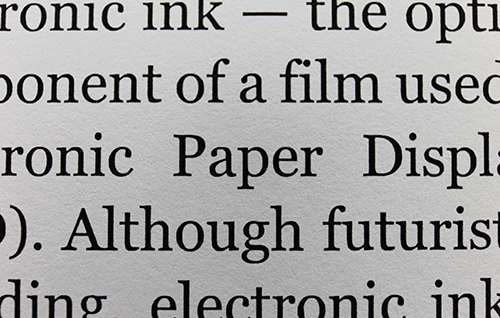 ronic ink — the opti
ponent of a film used
ronic Paper Displa
). Although futurist
ding, electronic ink